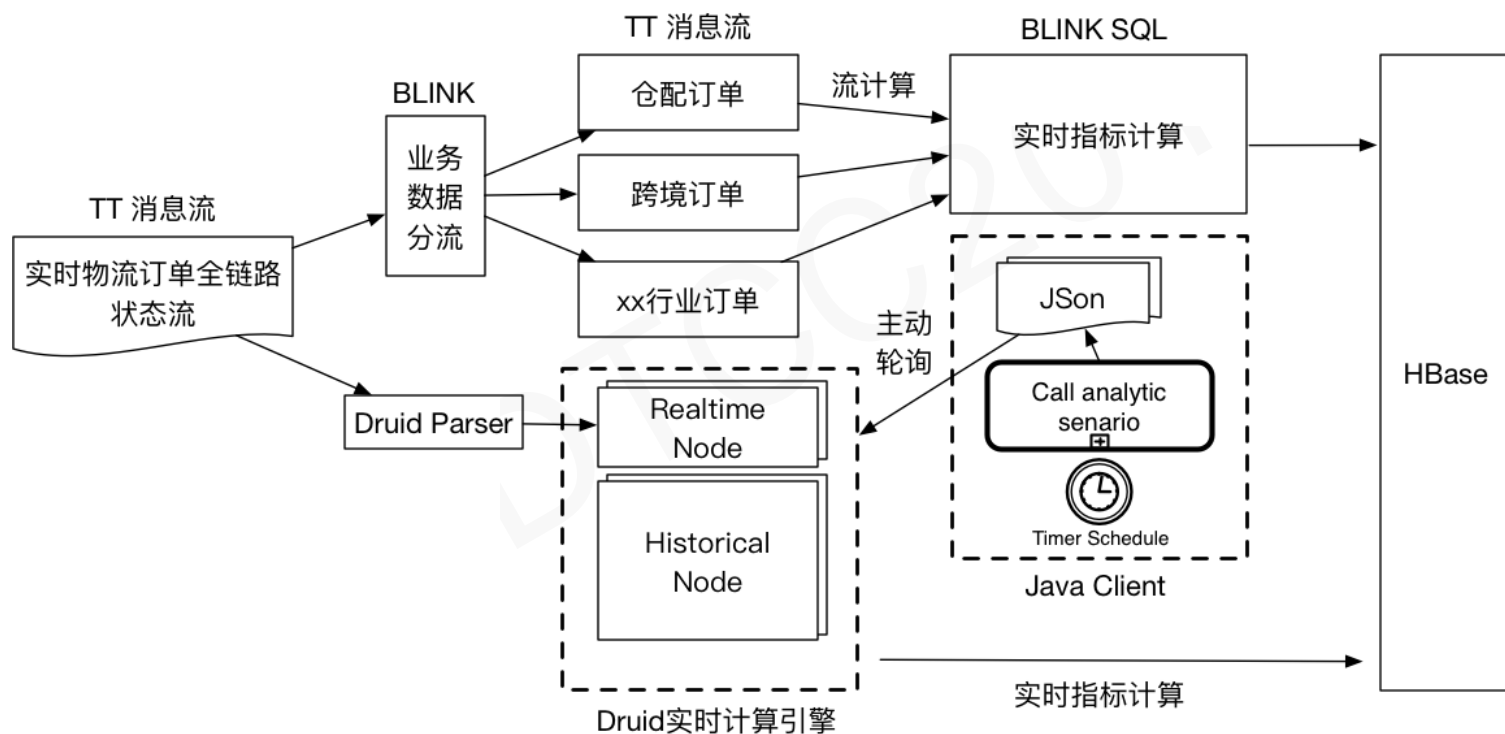 TT 消息流
实时物流订单全链路
状态流
BLINK
业务
数据
分流
TT 消息流
仓配订单
跨境订单
xx行业订单
流计算
BLINK SQL
实时指标计算
HBase
Druid Parser
Realtime
Node
Historical
Node
Druid实时计算引擎
主动
轮询
JSon
Call analytic
senario
Timer Schedule
Java Client
实时指标计算